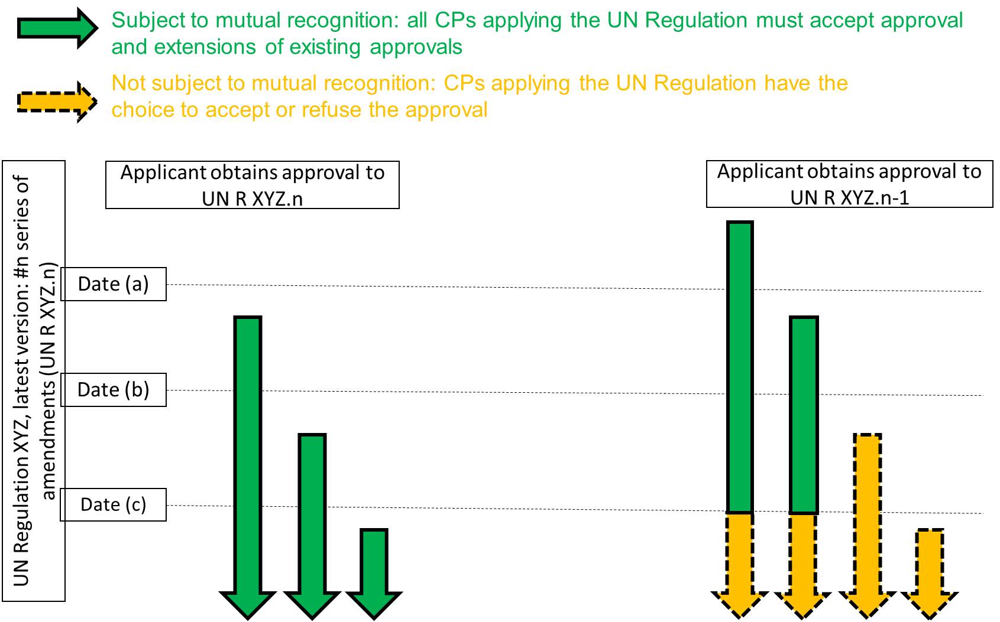 Subject to mutual recognition: all CPs applying the UN Regulation must accept approval
and extensions of existing approvals
Not subject to mutual recognition: CPs applying the UN Regulation have the
choice to accept or refuse the approval
UN Regulation XYZ, latest version: #n series of
amendments (UN R XYZ.n)
Applicant obtains approval to
UN R XYZ.n
Applicant obtains approval to
UN R XYZ.n-1
Date (a)
Date (b)
Date (c)